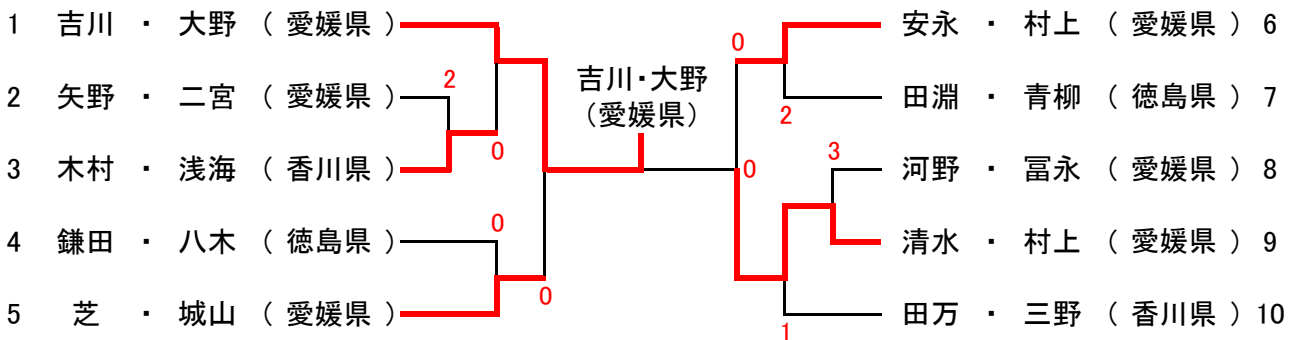 1 吉川 ・ 大野 ( 愛媛県 )
2 矢野 ・ 二宮 ( 愛媛県 )
3 木村 ・ 浅海 ( 香川県 )
4 鎌田 ・ 八木 ( 徳島県 )
5 芝 ・ 城山 ( 愛媛県 )
2
0
0
0
吉川・大野
(愛媛県)
0
2
0
3
1
安永 ・ 村上 ( 愛媛県 ) 6
田淵 ・ 青柳 ( 徳島県 ) 7
河野 ・ 冨永 ( 愛媛県 ) 8
清水 ・ 村上 ( 愛媛県 ) 9
田万 ・ 三野 ( 香川県 ) 10